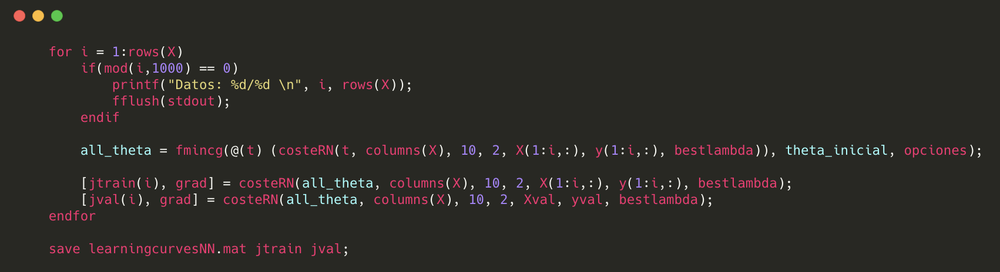 for i = 1:rows(X)
    if(mod(i,1000) == 0)
        printf("Datos: %d/%d \n", i, rows(X));
        fflush(stdout);
    endif

    all_theta = fmincg(@(t) (costeRN(t, columns(X), 10, 2, X(1:i,:), y(1:i,:), bestlambda)), theta_inicial, opciones);

    [jtrain(i), grad] = costeRN(all_theta, columns(X), 10, 2, X(1:i,:), y(1:i,:), bestlambda);
    [jval(i), grad] = costeRN(all_theta, columns(X), 10, 2, Xval, yval, bestlambda);
endfor

save learningcurvesNN.mat jtrain jval;